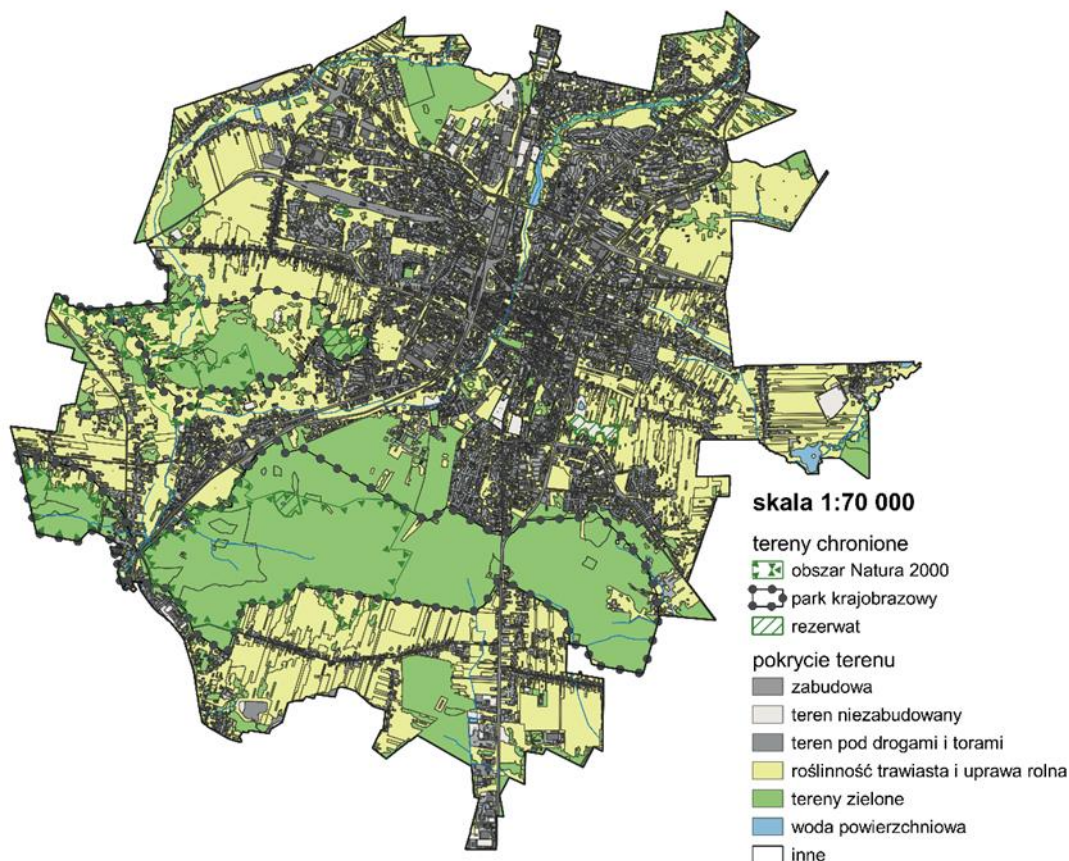 skala 1:70 000
tereny chronione
obszar Natura 2000
park krajobrazowy
rezerwat
pokrycie terenu
zabudowa
teren niezabudowany
teren pod drogami i torami
roślinność trawiasta i uprawa rolna
tereny zielone
woda powierzchniowa
inne